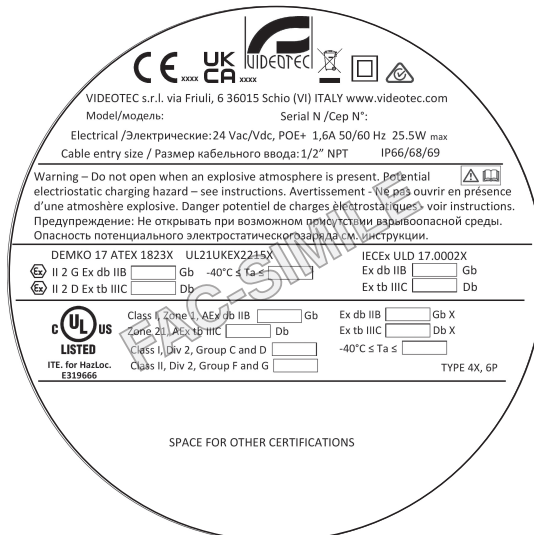 CE xxxx UK CA xxxx VIDEOTEC
VIDEOTEC s.r.l. via Friuli, 6 36015 Schio (VI) ITALY www.videotec.com
Model/модель: Serial N /Сер N°:
Electrical /Электрические:24 Vac/Vdc, POE+ 1,6A 50/60 Hz 25.5W max
Cable entry size / Размер кабельного ввода:1/2” NPT IP66/68/69
Warning – Do not open when an explosive atmosphere is present. Potential
electriostatic charging hazard – see instructions. Avertissement - Ne pas ouvrir en présence
d’une atmoshère explosive. Danger potentiel de charges électrostatiques - voir instructions.
Предупреждение: Не открывать при возможном присутствии взрывоопасной среды.
Опасность потенциального электростатическогозаряда см. инструкции.
DEMKO 17 ATEX 1823X UL21UKEX2215X IECEx ULD 17.0002X
Ex II 2 G Ex db IIB Gb -40°C ≤ Ta ≤ Ex db IIB Gb
Ex II 2 D Ex tb IIIC Db Ex tb IIIC Db
c UL US
LISTED
ITE. for HazLoc.
E319666
Class I, Zone 1, AEx db IIB Gb Ex db IIB Gb X
Zone 21, AEx tb IIIC Db Ex tb IIIC Db X
Class I, Div 2, Group C and D -40°C ≤ Ta ≤
Class II, Div 2, Group F and G TYPE 4X, 6P
FAC-SIMILE
SPACE FOR OTHER CERTIFICATIONS